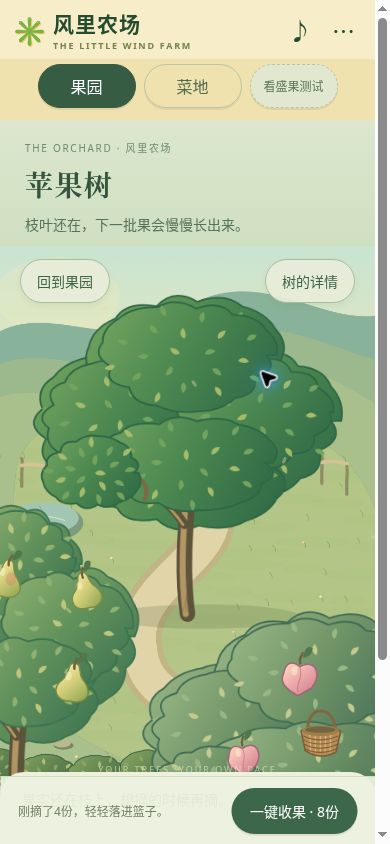 风里农场
THE LITTLE WIND FARM
果园
菜地
看盛果测试
THE ORCHARD · 风里农场
苹果树
枝叶还在，下一批果会慢慢长出来。
回到果园
树的详情
YOUR TREES, YOUR OWN PACE
刚摘了4份，轻轻落进篮子。
一键收果 · 8份